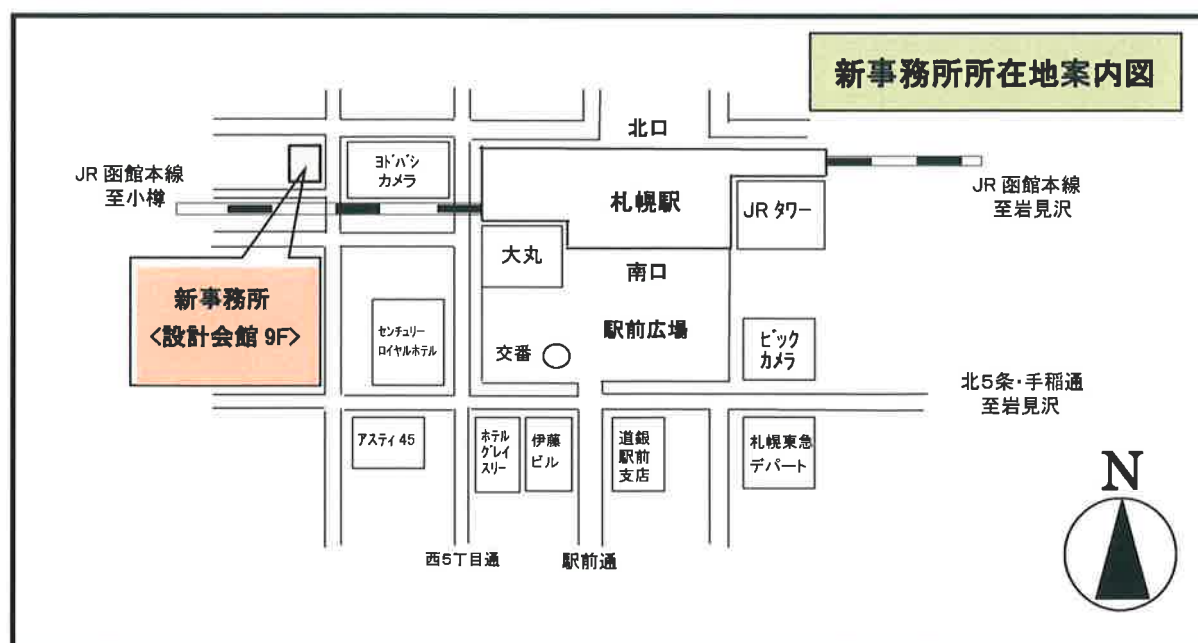 新事務所所在地案内図
北口
JR 函館本線
至小樽
ﾖﾄﾞﾊﾞｼ
カメラ
札幌駅
JR タワー
JR 函館本線
至岩見沢
大丸
南口
新事務所
<設計会館 9F>
ｾﾝﾁｭﾘｰ
ﾛｲﾔﾙﾎﾃﾙ
駅前広場
交番
ﾋﾞｯｸ
カメラ
北5条･手稲通
至岩見沢
アスティ 45
ﾎﾃﾙ
ｸﾞﾚｲ
ｽﾘｰ
伊藤
ビル
道銀
駅前
支店
札幌東急
デパート
N
西5丁目通
駅前通